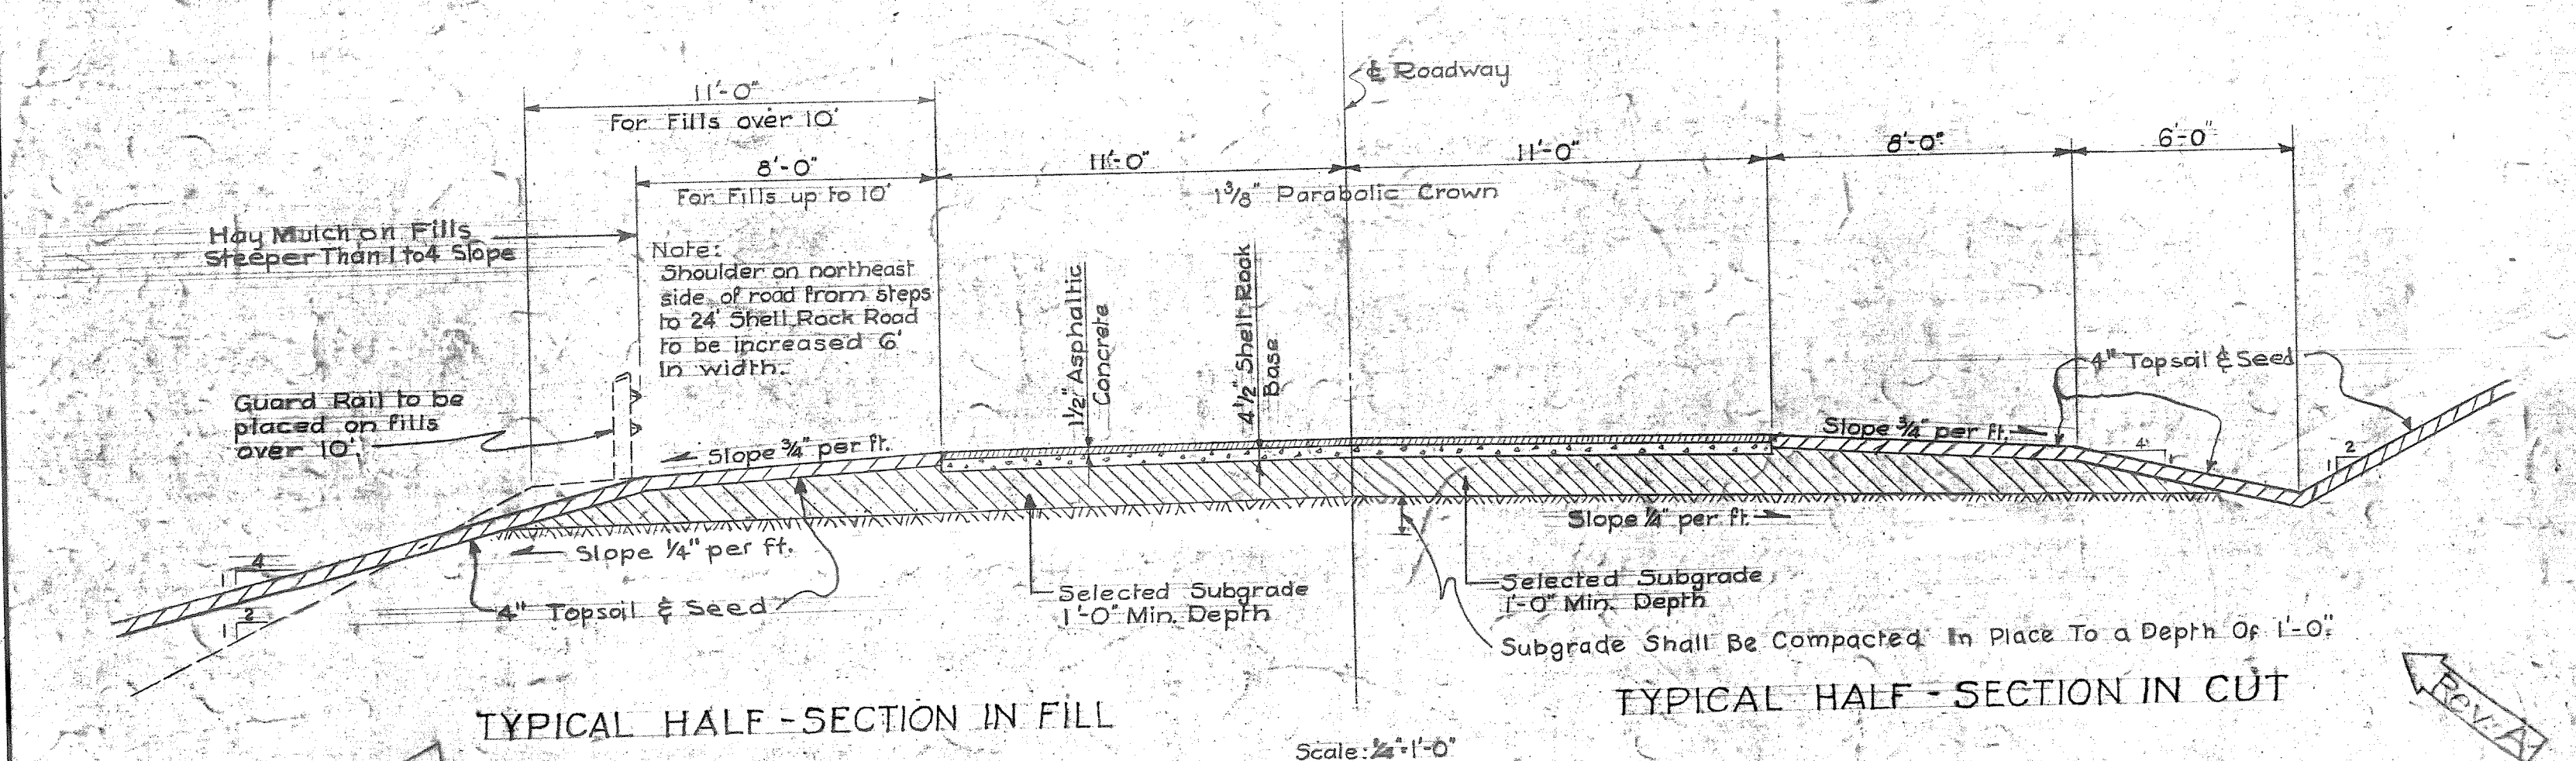 ℄ Roadway
11'-0"
For Fills over 10'
8'-0"
For Fills up to 10'
11'-0"
11'-0"
8'-0"
6'-0"
1 3/8" Parabolic Crown
Hay Mulch on Fills
Steeper Than 1 to 4 Slope
Note:
Shoulder on northeast
side of road from steps
to 24' Shell Rock Road
to be increased 6'
in width.
1 1/2" Asphaltic
Concrete
4 1/2" Shell Rock
Base
4" Topsoil & Seed
Guard Rail to be
placed on fills
over 10'.
Slope 3/4" per ft.
Slope 3/4" per ft.
4
1
2
1
Slope 1/4" per ft.
Slope 1/4" per ft.
4
1
2
1
4" Topsoil & Seed
Selected Subgrade
1'-0" Min. Depth
Selected Subgrade
1'-0" Min. Depth
Subgrade Shall Be Compacted In Place To a Depth Of 1'-0".
TYPICAL HALF-SECTION IN FILL
TYPICAL HALF-SECTION IN CUT
Scale: 1/4"=1'-0"
Rev. A1